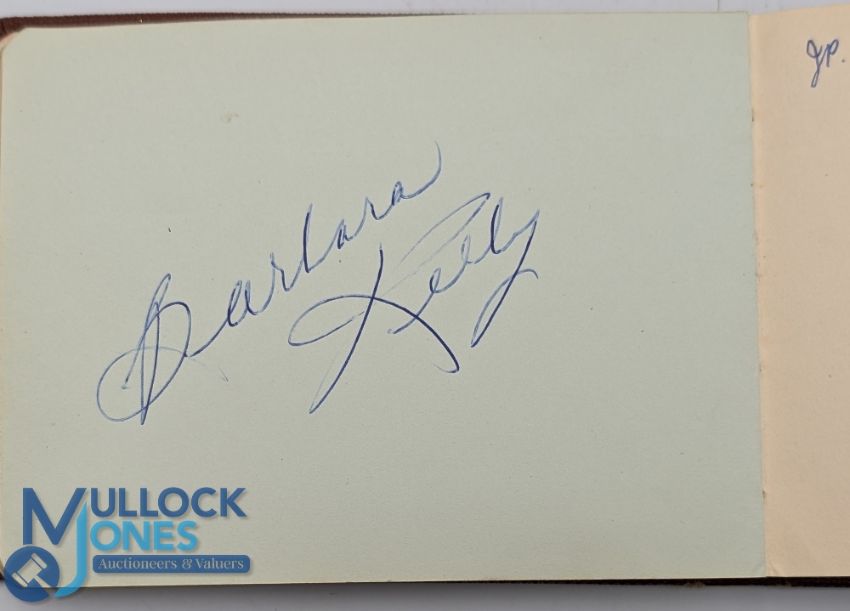 Barbara
Kelly
JP.
MULLOCK
JONES
Auctioneers & Valuers